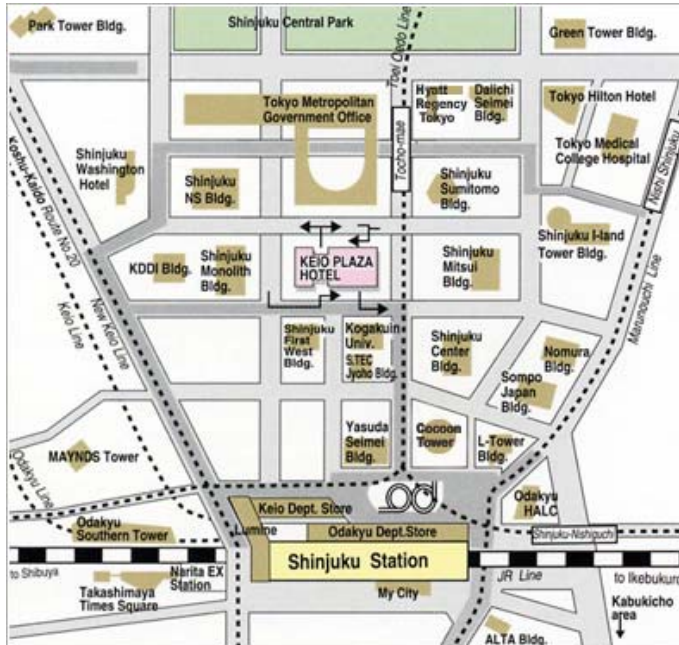 Park Tower Bldg.
Shinjuku Central Park
Green Tower Bldg.
Toei Oedo Line
Tokyo Metropolitan
Government Office
Hyatt
Regency
Tokyo
Daiichi
Seimei
Bldg.
Tokyo Hilton Hotel
Tokyo Medical
College Hospital
Nishi Shinjuku
Tocho-mae
Koshu-Kaido Route No.20
Shinjuku
Washington
Hotel
Shinjuku
NS Bldg.
Shinjuku
Sumitomo
Bldg.
KEIO PLAZA
HOTEL
KDDI Bldg.
Shinjuku
Monolith
Bldg.
Shinjuku
Mitsui
Bldg.
Shinjuku I-land
Tower Bldg.
Keio Line
New Keio Line
Marunouchi Line
Shinjuku
First
West Bldg.
Kogakuin
Univ.
S.TEC
Jyoho Bldg.
Shinjuku
Center
Bldg.
Nomura
Bldg.
Sompo
Japan
Bldg.
Yasuda
Seimei
Bldg.
Cocoon
Tower
L-Tower
Bldg.
MAYNDS Tower
Odakyu Line
Odakyu
HALC
Keio Dept. Store
Lumine
Odakyu Dept.Store
Shinjuku-Nishiguchi
Odakyu
Southern Tower
Shinjuku Station
to Shibuya
Narita EX
Station
Takashimaya
Times Square
My City
JR Line
to Ikebukuro
Kabukicho
area
ALTA Bldg.